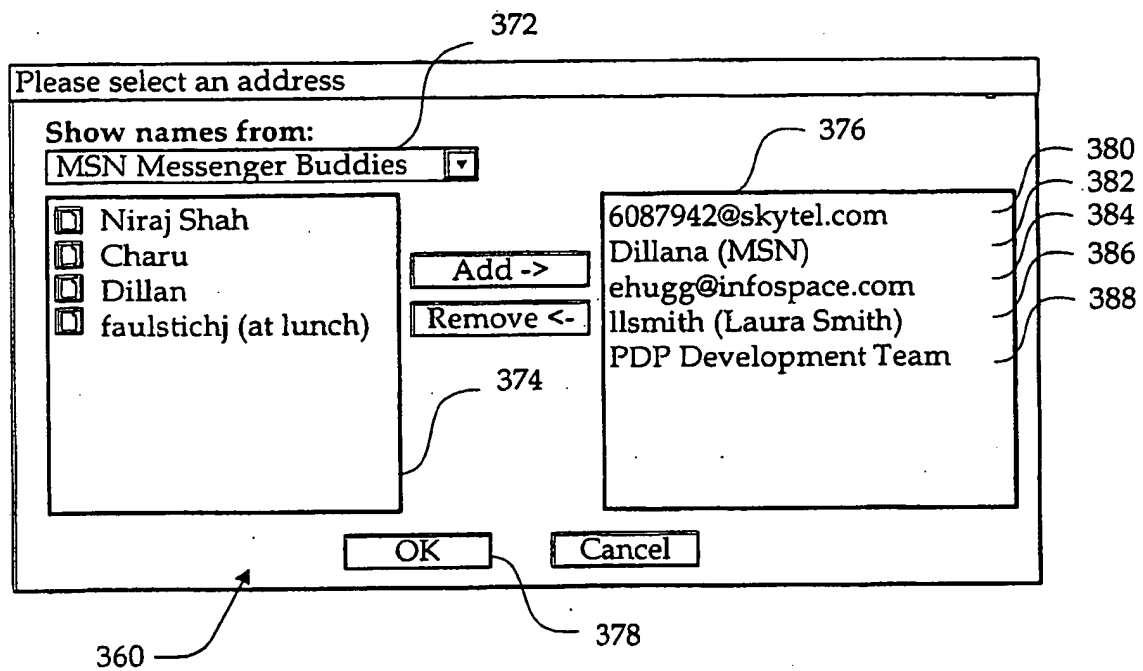 372
Please select an address
Show names from:
MSN Messenger Buddies
376
380
382
384
386
388
Niraj Shah
Charu
Dillan
faulstichj (at lunch)
Add ->
Remove <-
6087942@skytel.com
Dillana (MSN)
ehugg@infospace.com
llsmith (Laura Smith)
PDP Development Team
374
OK
Cancel
378
360